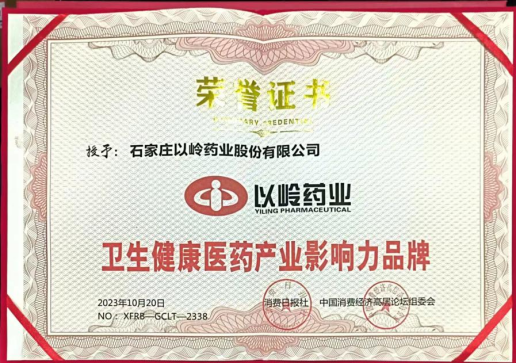 荣誉证书
HONORARY CREDENTIAL
授予：石家庄以岭药业股份有限公司
以岭药业
YILING PHARMACEUTICAL
卫生健康医药产业影响力品牌
2023年10月20日
消费日报社 中国消费经济高层论坛组委会
NO：XFRB—GCLT—2338